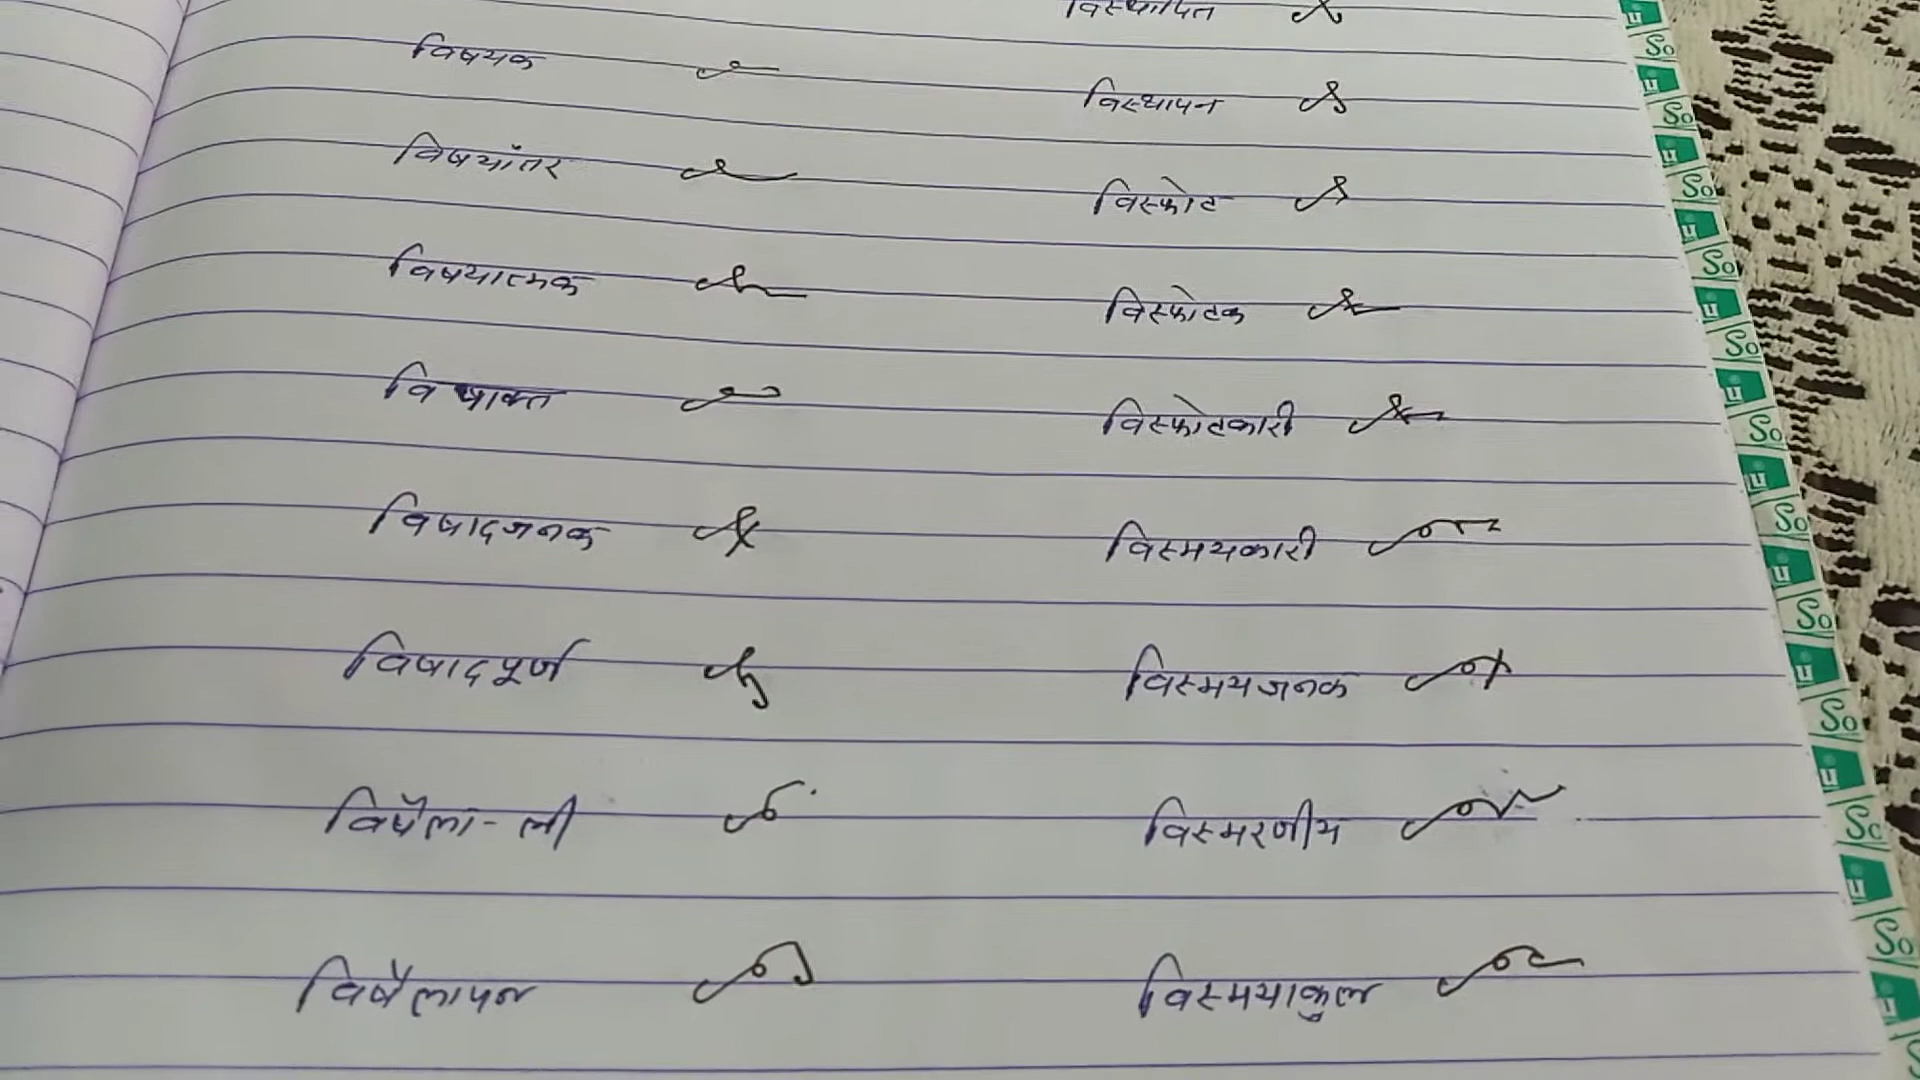 विस्थापित
विषयक
विस्थापन
विषयांतर
विस्फोट
विषयात्मक
विस्फोटक
विषाक्त
विस्फोटकारी
विषादजनक
विस्मयकारी
विषादपूर्ण
विस्मयजनक
विषैला-ली
विस्मरणीय
विषैलापन
विस्मयाकुल